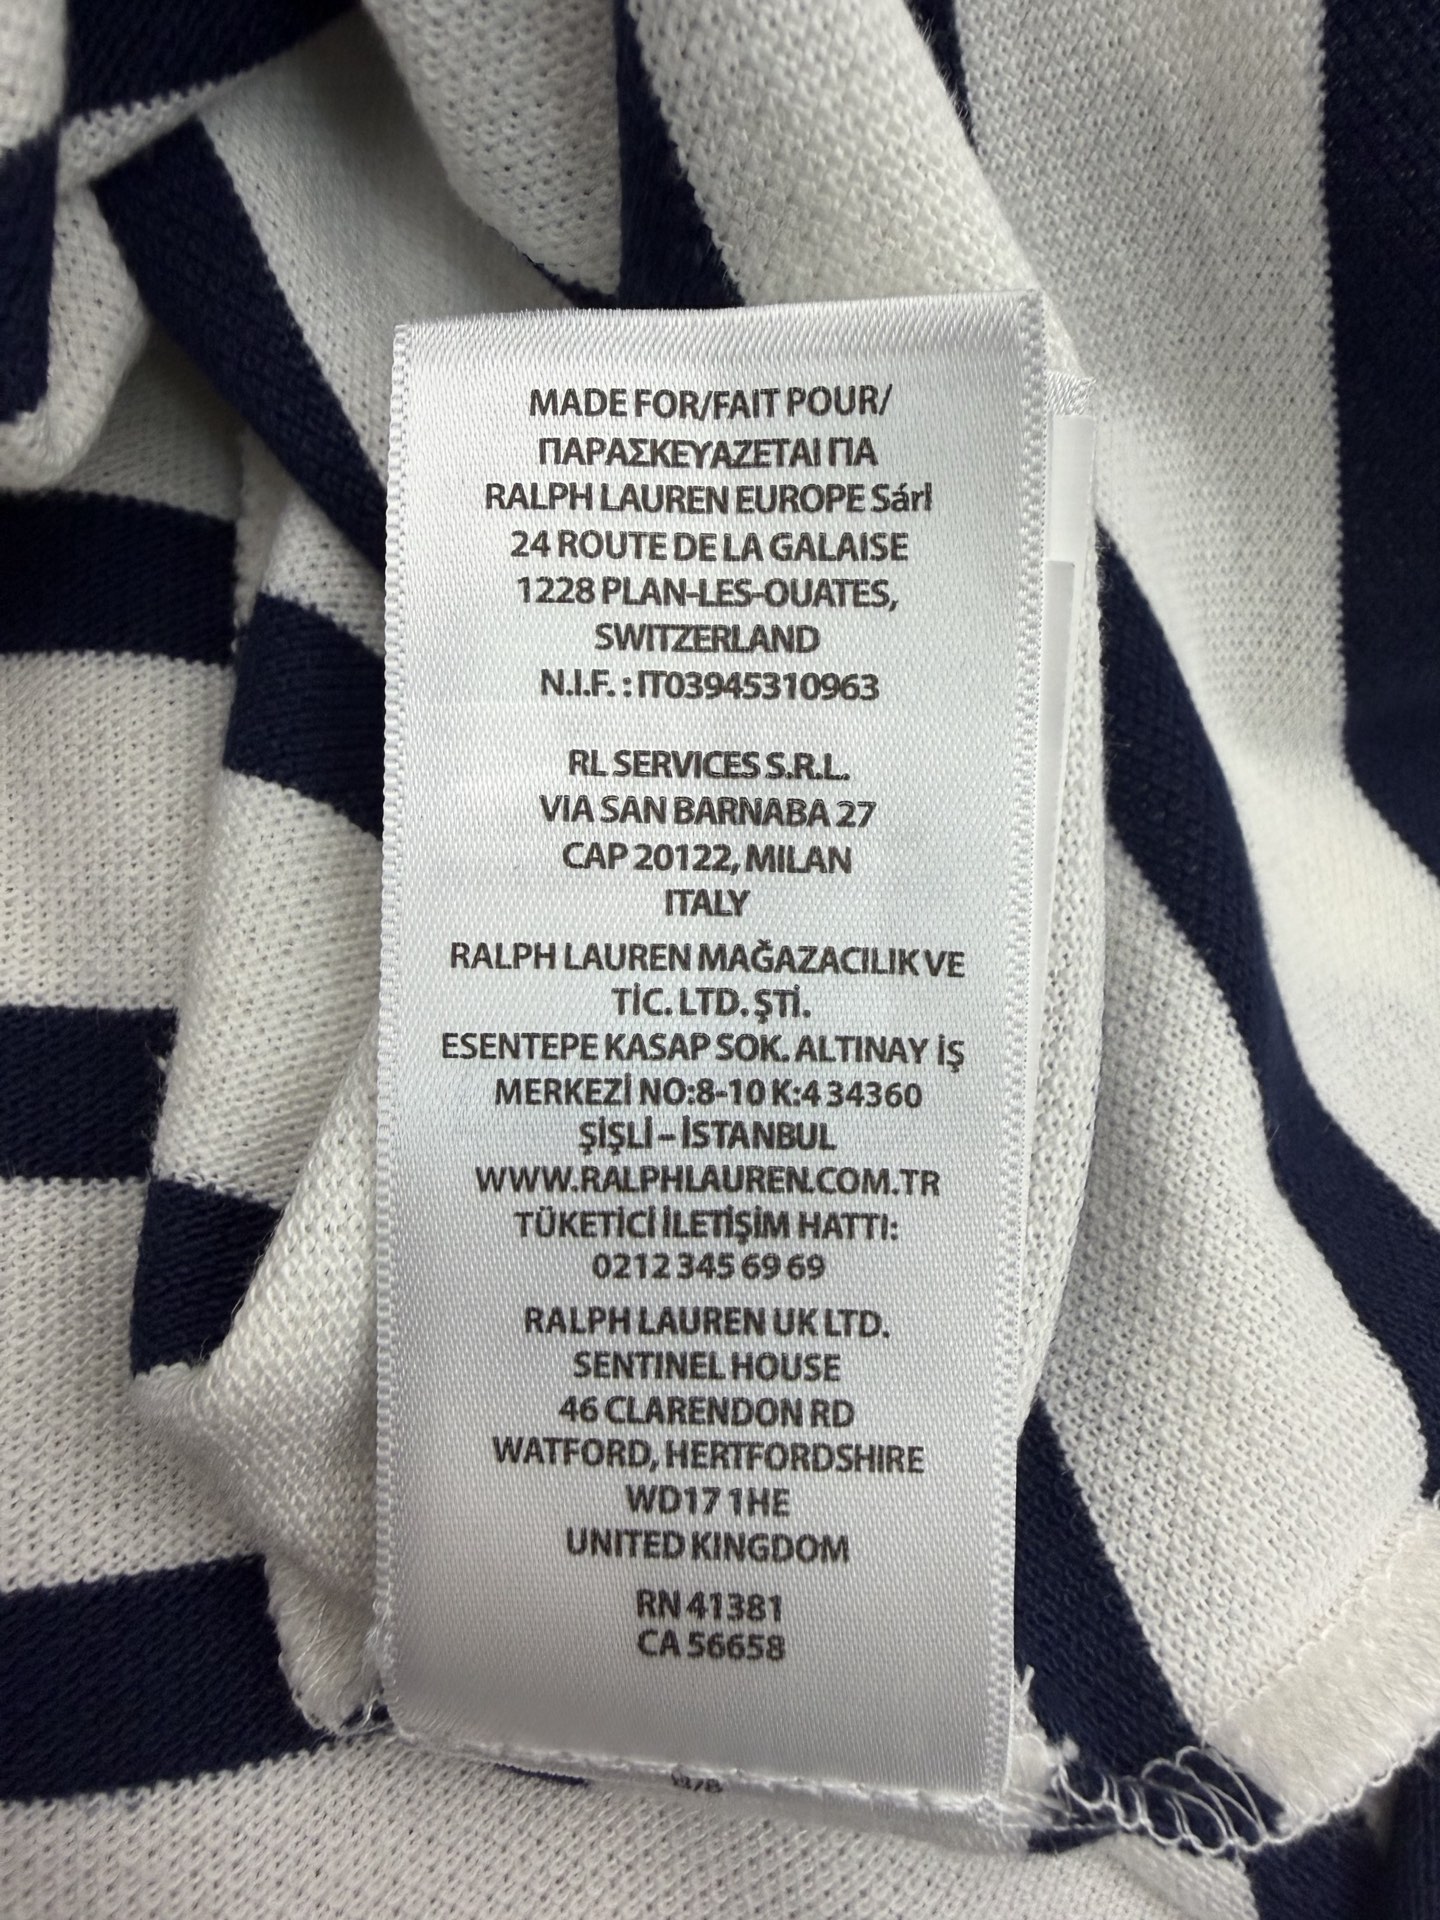 MADE FOR/FAIT POUR/
ΠΑΡΑΣΚΕΥΑΖΕΤΑΙ ΓΙΑ
RALPH LAUREN EUROPE Sárl
24 ROUTE DE LA GALAISE
1228 PLAN-LES-OUATES,
SWITZERLAND
N.I.F. : IT03945310963
RL SERVICES S.R.L.
VIA SAN BARNABA 27
CAP 20122, MILAN
ITALY
RALPH LAUREN MAĞAZACILIK VE
TİC. LTD. ŞTİ.
ESENTEPE KASAP SOK. ALTINAY İŞ
MERKEZİ NO:8-10 K:4 34360
ŞİŞLİ – İSTANBUL
WWW.RALPHLAUREN.COM.TR
TÜKETİCİ İLETİŞİM HATTI:
0212 345 69 69
RALPH LAUREN UK LTD.
SENTINEL HOUSE
46 CLARENDON RD
WATFORD, HERTFORDSHIRE
WD17 1HE
UNITED KINGDOM
RN 41381
CA 56658